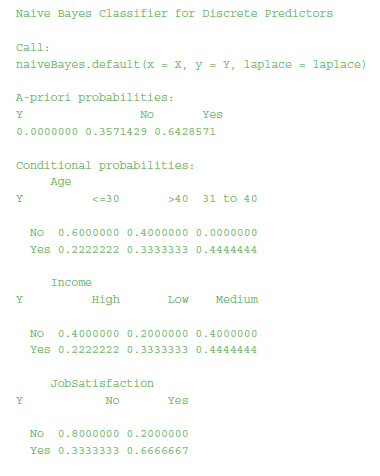 Naive Bayes Classifier for Discrete Predictors
Call:
naiveBayes.default(x = X, y = Y, laplace = laplace)
A-priori probabilities:
Y No Yes
0.0000000 0.3571429 0.6428571
Conditional probabilities:
Age
Y <=30 >40 31 to 40
No 0.6000000 0.4000000 0.0000000
Yes 0.2222222 0.3333333 0.4444444
Income
Y High Low Medium
No 0.4000000 0.2000000 0.4000000
Yes 0.2222222 0.3333333 0.4444444
JobSatisfaction
Y No Yes
No 0.8000000 0.2000000
Yes 0.3333333 0.6666667